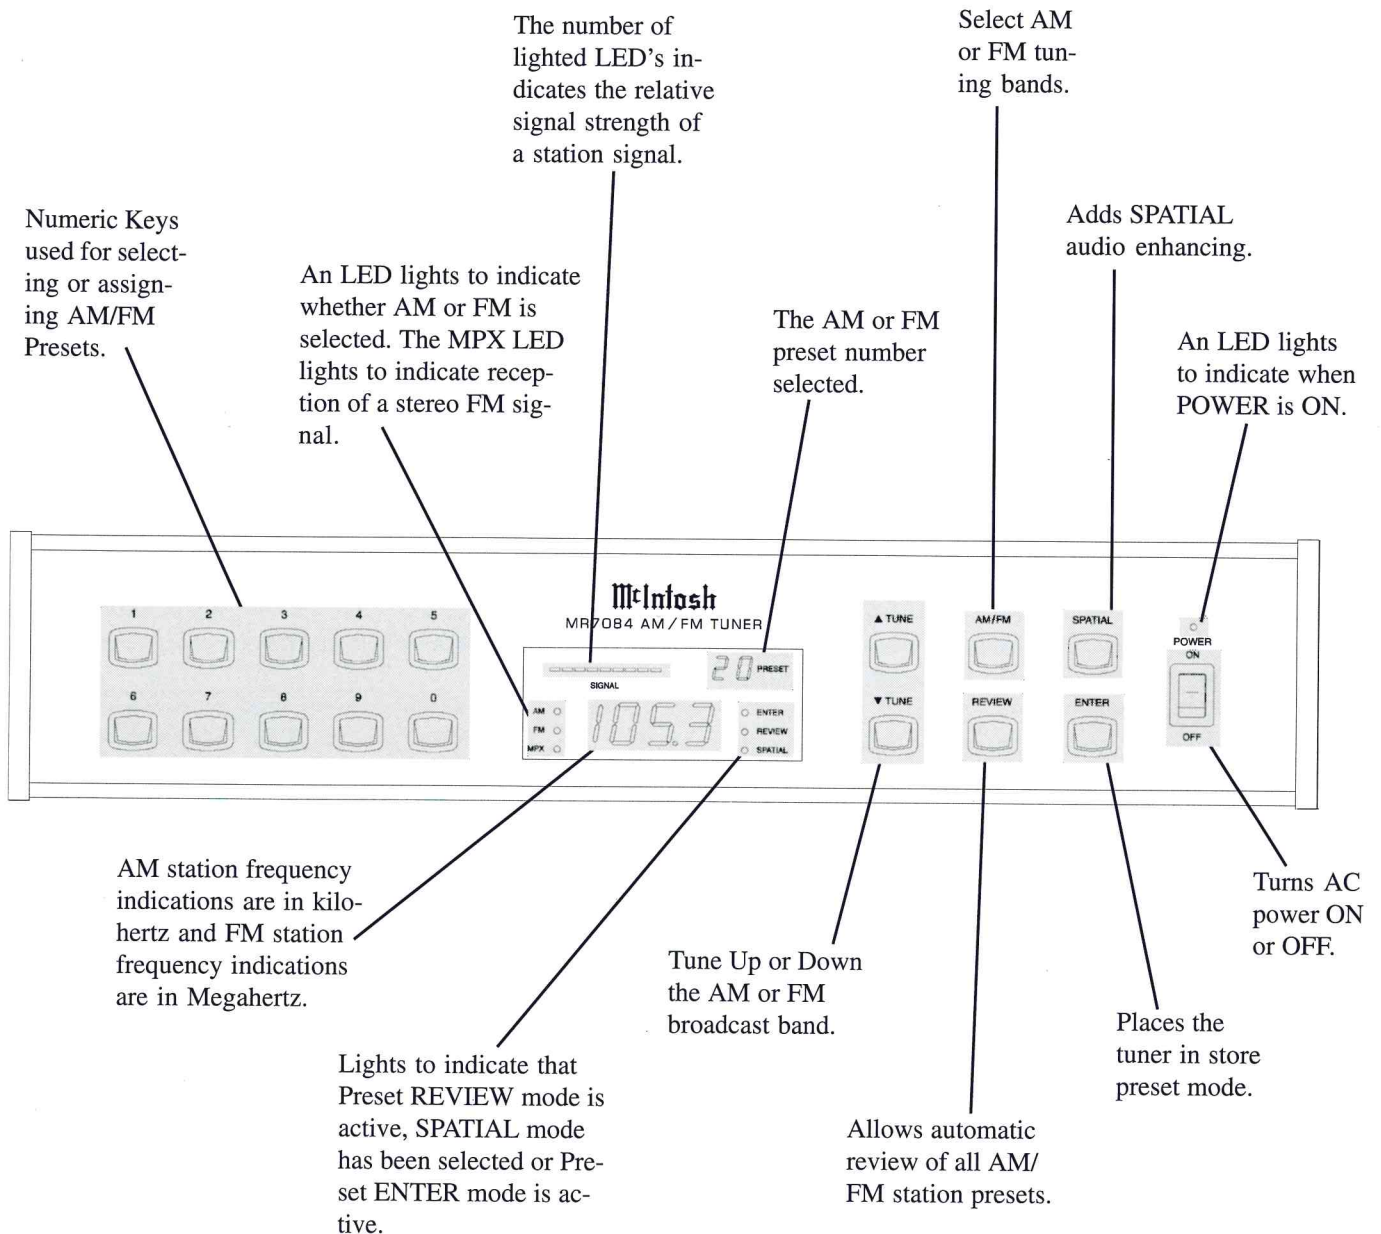 The number of
lighted LED's in-
dicates the relative
signal strength of
a station signal.
Select AM
or FM tun-
ing bands.
Numeric Keys
used for select-
ing or assign-
ing AM/FM
Presets.
An LED lights to indicate
whether AM or FM is
selected. The MPX LED
lights to indicate recep-
tion of a stereo FM sig-
nal.
The AM or FM
preset number
selected.
Adds SPATIAL
audio enhancing.
An LED lights
to indicate when
POWER is ON.
McIntosh
MR7084 AM/FM TUNER
1 2 3 4 5
6 7 8 9 0
SIGNAL
20 PRESET
AM
FM
MPX
105.3
ENTER
REVIEW
SPATIAL
▲ TUNE
AM/FM
SPATIAL
▼ TUNE
REVIEW
ENTER
POWER
ON
OFF
AM station frequency
indications are in kilo-
hertz and FM station
frequency indications
are in Megahertz.
Lights to indicate that
Preset REVIEW mode is
active, SPATIAL mode
has been selected or Pre-
set ENTER mode is ac-
tive.
Tune Up or Down
the AM or FM
broadcast band.
Allows automatic
review of all AM/
FM station presets.
Places the
tuner in store
preset mode.
Turns AC
power ON
or OFF.